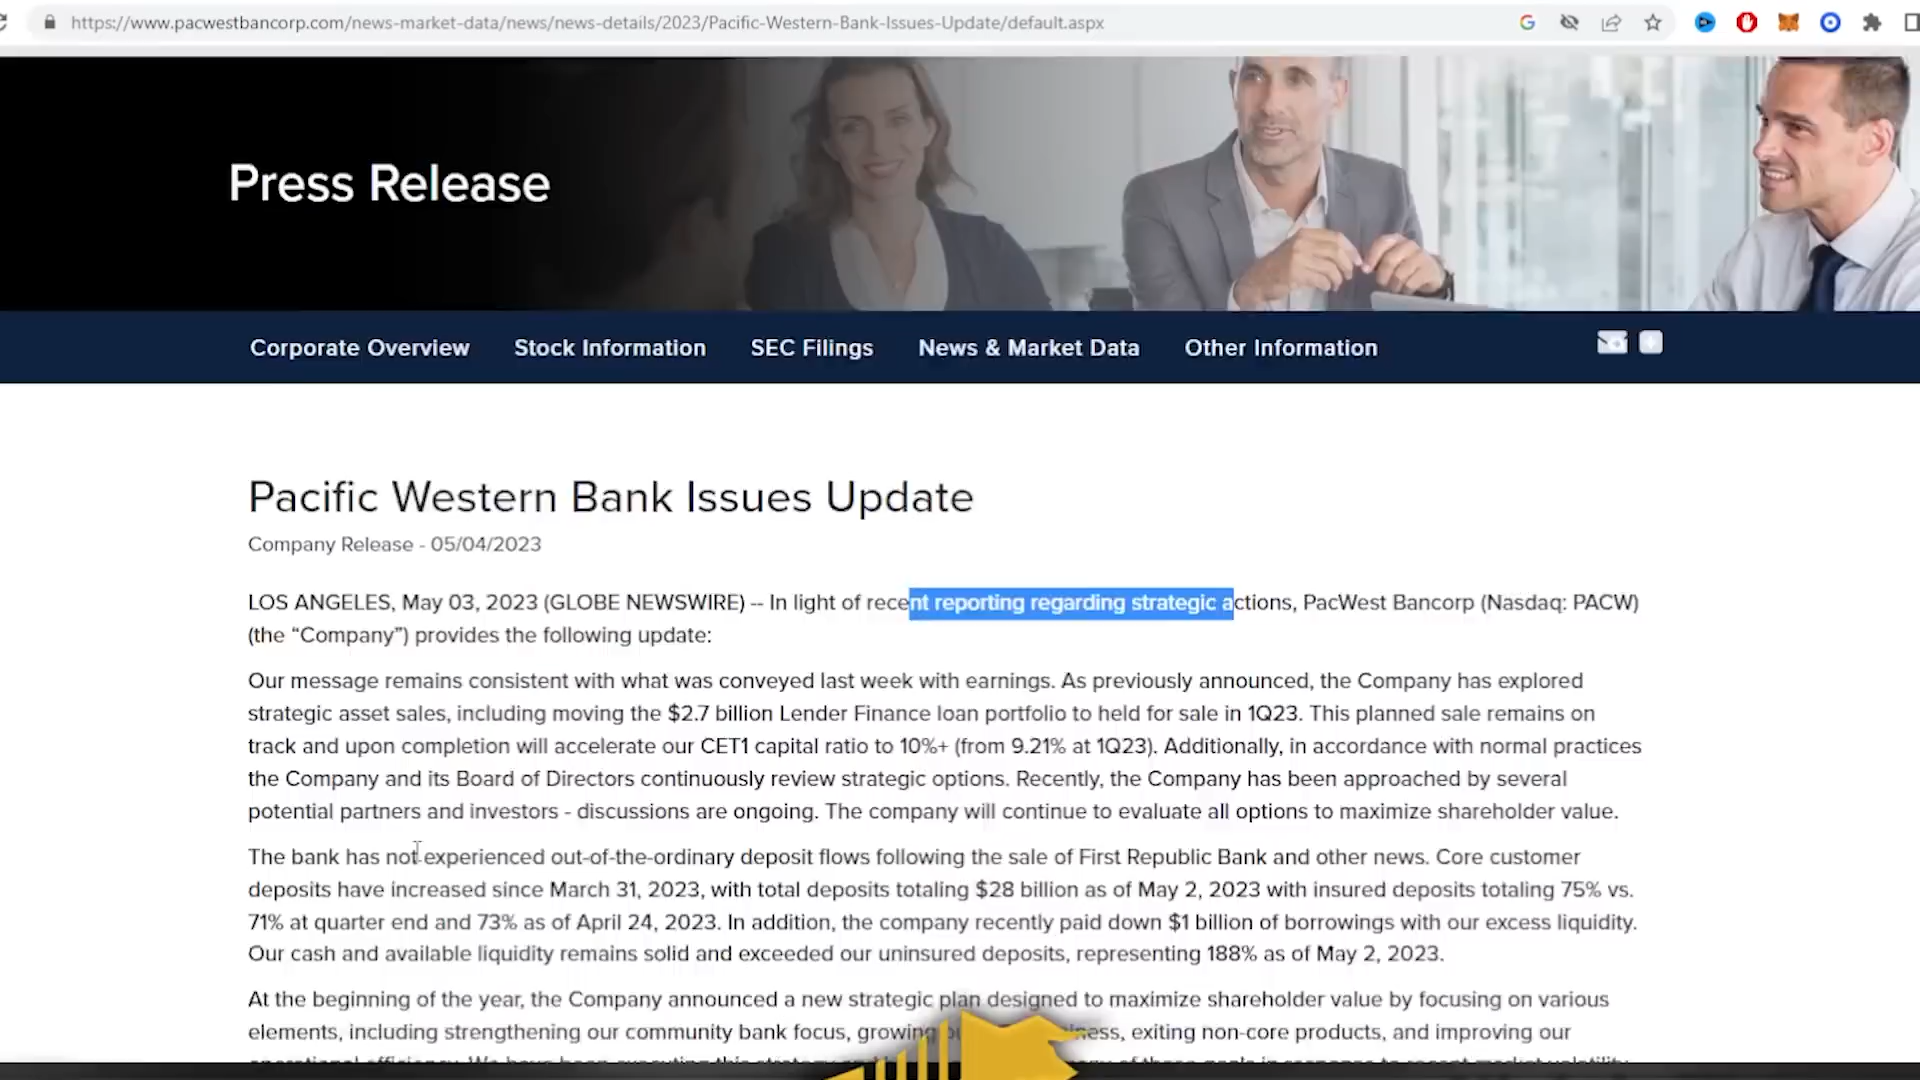 https://www.pacwestbancorp.com/news-market-data/news/news-details/2023/Pacific-Western-Bank-Issues-Update/default.aspx
Press Release
Corporate Overview Stock Information SEC Filings News & Market Data Other Information
Pacific Western Bank Issues Update
Company Release - 05/04/2023
LOS ANGELES, May 03, 2023 (GLOBE NEWSWIRE) -- In light of recent reporting regarding strategic actions, PacWest Bancorp (Nasdaq: PACW)
(the “Company”) provides the following update:
Our message remains consistent with what was conveyed last week with earnings. As previously announced, the Company has explored
strategic asset sales, including moving the $2.7 billion Lender Finance loan portfolio to held for sale in 1Q23. This planned sale remains on
track and upon completion will accelerate our CET1 capital ratio to 10%+ (from 9.21% at 1Q23). Additionally, in accordance with normal practices
the Company and its Board of Directors continuously review strategic options. Recently, the Company has been approached by several
potential partners and investors - discussions are ongoing. The company will continue to evaluate all options to maximize shareholder value.
The bank has not experienced out-of-the-ordinary deposit flows following the sale of First Republic Bank and other news. Core customer
deposits have increased since March 31, 2023, with total deposits totaling $28 billion as of May 2, 2023 with insured deposits totaling 75% vs.
71% at quarter end and 73% as of April 24, 2023. In addition, the company recently paid down $1 billion of borrowings with our excess liquidity.
Our cash and available liquidity remains solid and exceeded our uninsured deposits, representing 188% as of May 2, 2023.
At the beginning of the year, the Company announced a new strategic plan designed to maximize shareholder value by focusing on various
elements, including strengthening our community bank focus, growing exiting non-core products, and improving our